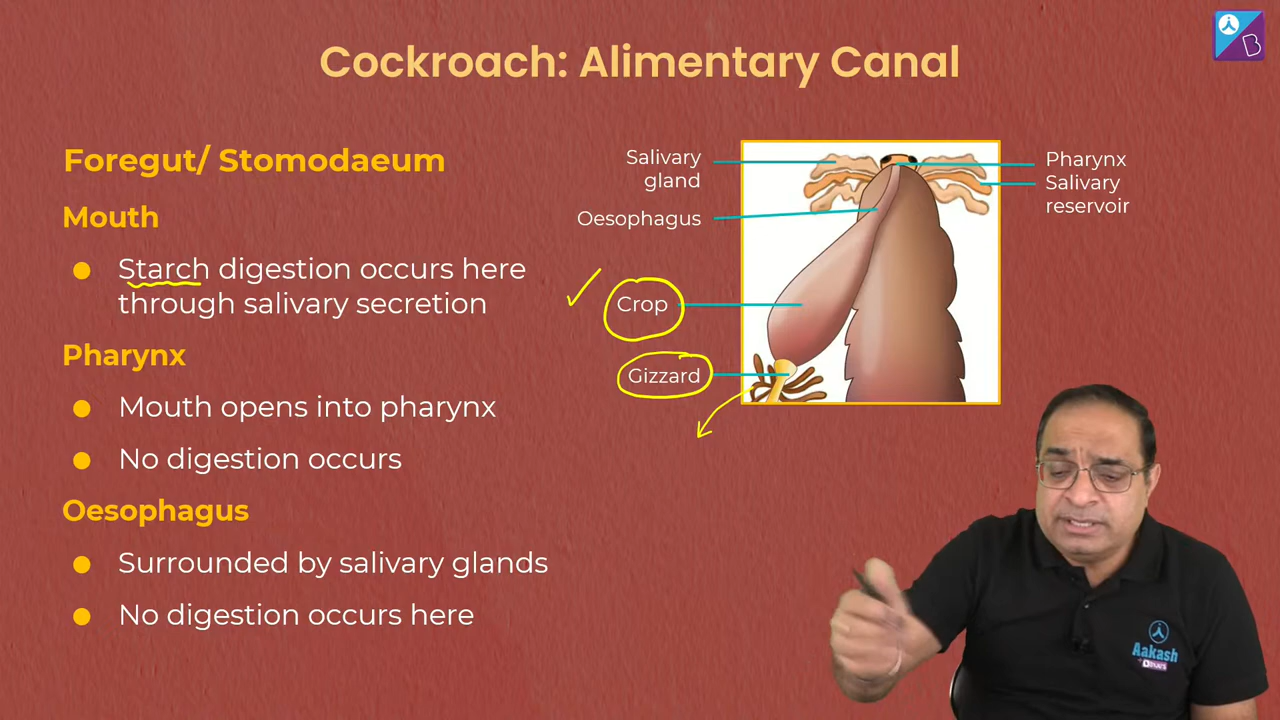 Cockroach: Alimentary Canal
Foregut/ Stomodaeum
Mouth
Starch digestion occurs here
through salivary secretion
Pharynx
Mouth opens into pharynx
No digestion occurs
Oesophagus
Surrounded by salivary glands
No digestion occurs here
Salivary
gland
Oesophagus
Crop
Gizzard
Pharynx
Salivary
reservoir
B
Aakash
+BYJU'S